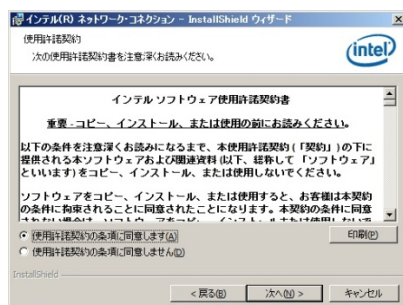 インテル(R) ネットワーク・コネクション - InstallShield ウィザード
使用許諾契約
次の使用許諾契約書を注意深くお読みください。
intel
インテル ソフトウェア使用許諾契約書
重要 - コピー、インストール、または使用の前にお読みください。
以下の条件を注意深くお読みになるまで、本使用許諾契約 (「契約」) の下に
提供される本ソフトウェアおよび関連資料 (以下、総称して 「ソフトウェア」
といいます) をコピー、インストール、または使用しないでください。
ソフトウェアをコピー、インストール、または使用すると、お客様は本契約
の条件に拘束されることに同意されたことになります。本契約の条件に同意
使用許諾契約の条項に同意します(A)
印刷(P)
使用許諾契約の条項に同意しません(D)
InstallShield
< 戻る(B)
次へ(N) >
キャンセル